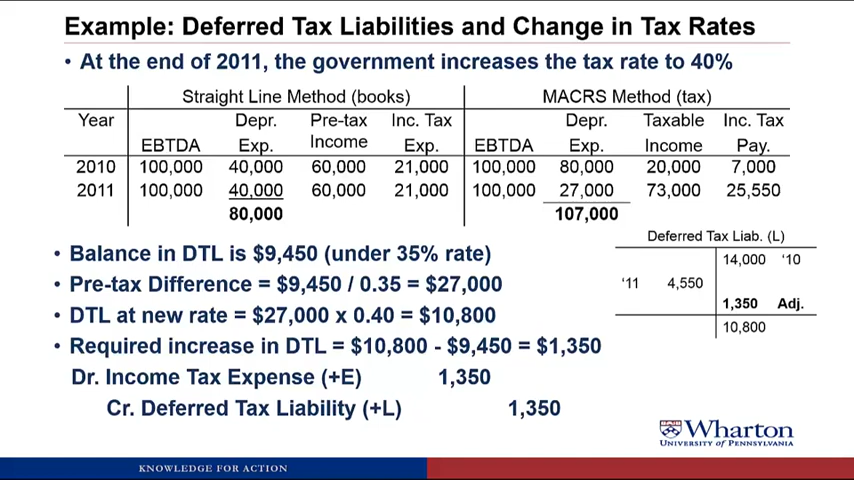 Example: Deferred Tax Liabilities and Change in Tax Rates
• At the end of 2011, the government increases the tax rate to 40%
Straight Line Method (books) MACRS Method (tax)
Year Depr. Pre-tax Inc. Tax Depr. Taxable Inc. Tax
EBTDA Exp. Income Exp. EBTDA Exp. Income Pay.
2010 100,000 40,000 60,000 21,000 100,000 80,000 20,000 7,000
2011 100,000 40,000 60,000 21,000 100,000 27,000 73,000 25,550
80,000 107,000
Deferred Tax Liab. (L)
14,000 ‘10
‘11 4,550
1,350 Adj.
10,800
• Balance in DTL is $9,450 (under 35% rate)
• Pre-tax Difference = $9,450 / 0.35 = $27,000
• DTL at new rate = $27,000 x 0.40 = $10,800
• Required increase in DTL = $10,800 - $9,450 = $1,350
Dr. Income Tax Expense (+E) 1,350
Cr. Deferred Tax Liability (+L) 1,350
Wharton
UNIVERSITY of PENNSYLVANIA
KNOWLEDGE FOR ACTION